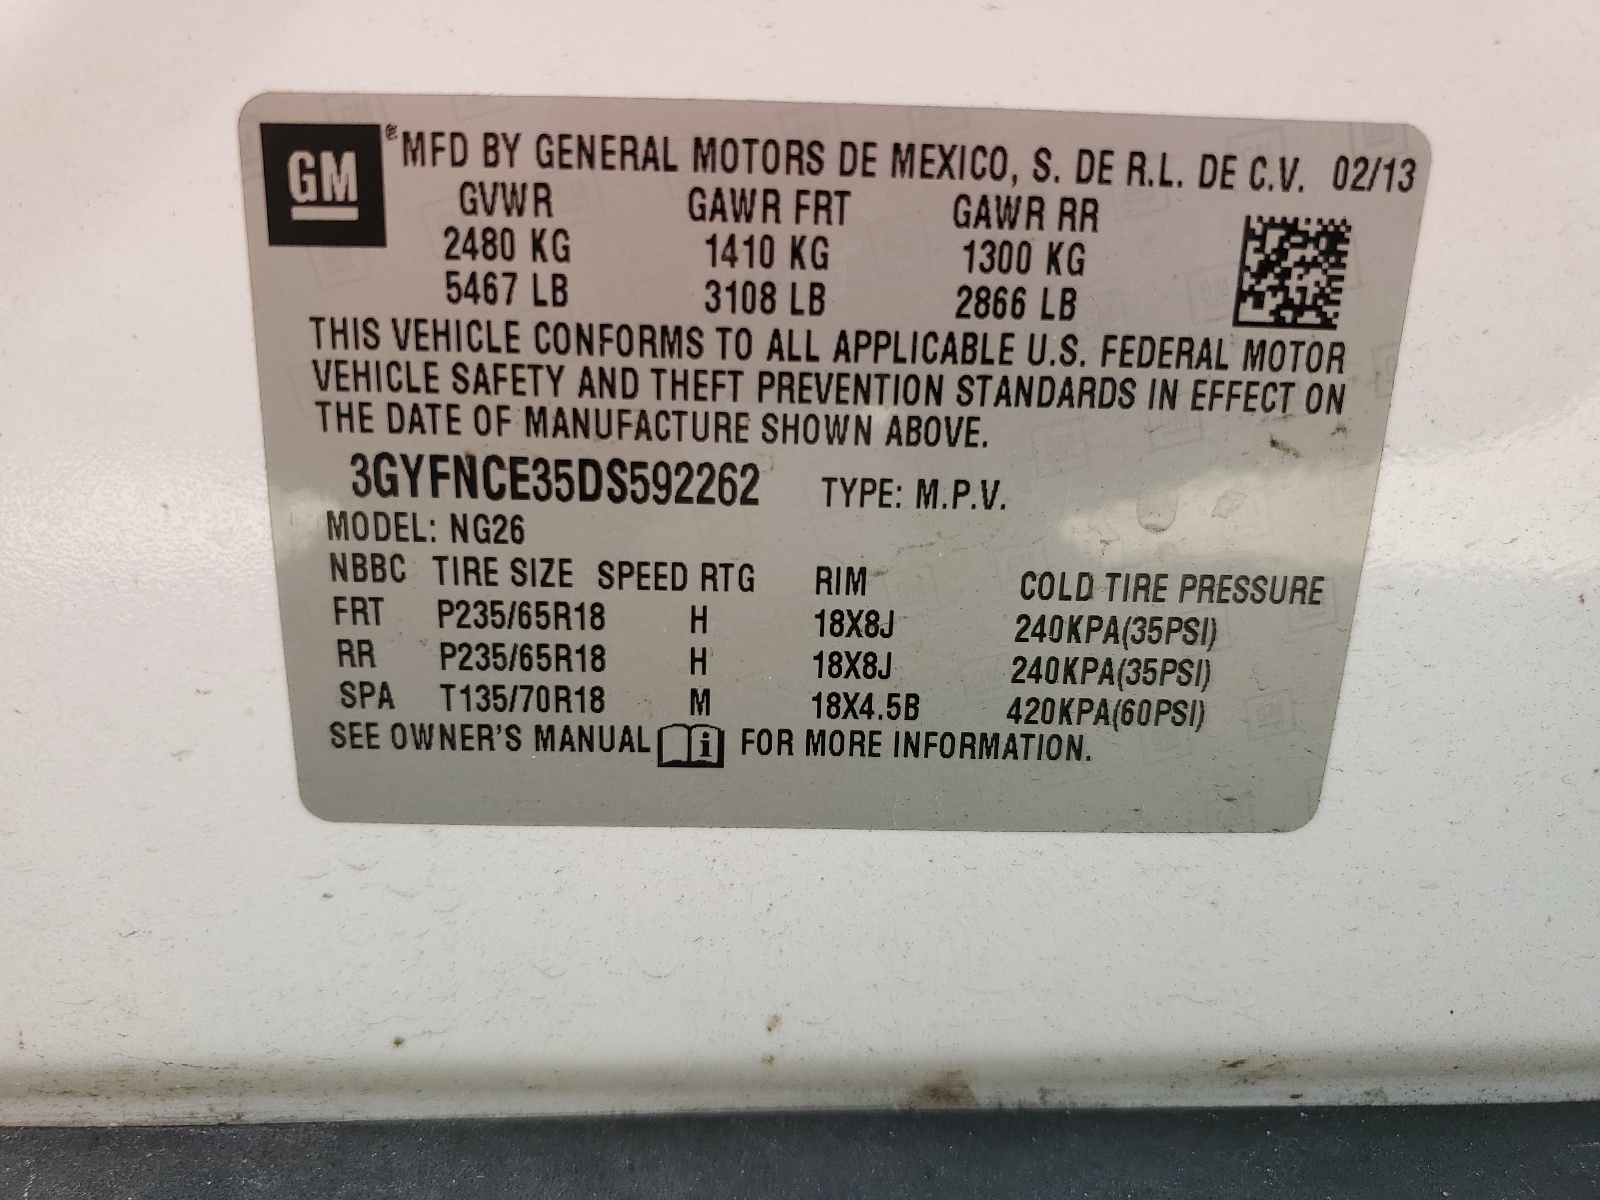 GM ® MFD BY GENERAL MOTORS DE MEXICO, S. DE R.L. DE C.V. 02/13
GVWR GAWR FRT GAWR RR
2480 KG 1410 KG 1300 KG
5467 LB 3108 LB 2866 LB
THIS VEHICLE CONFORMS TO ALL APPLICABLE U.S. FEDERAL MOTOR
VEHICLE SAFETY AND THEFT PREVENTION STANDARDS IN EFFECT ON
THE DATE OF MANUFACTURE SHOWN ABOVE.
3GYFNCE35DS592262 TYPE: M.P.V.
MODEL: NG26
NBBC TIRE SIZE SPEED RTG RIM COLD TIRE PRESSURE
FRT P235/65R18 H 18X8J 240KPA(35PSI)
RR P235/65R18 H 18X8J 240KPA(35PSI)
SPA T135/70R18 M 18X4.5B 420KPA(60PSI)
SEE OWNER'S MANUAL i FOR MORE INFORMATION.